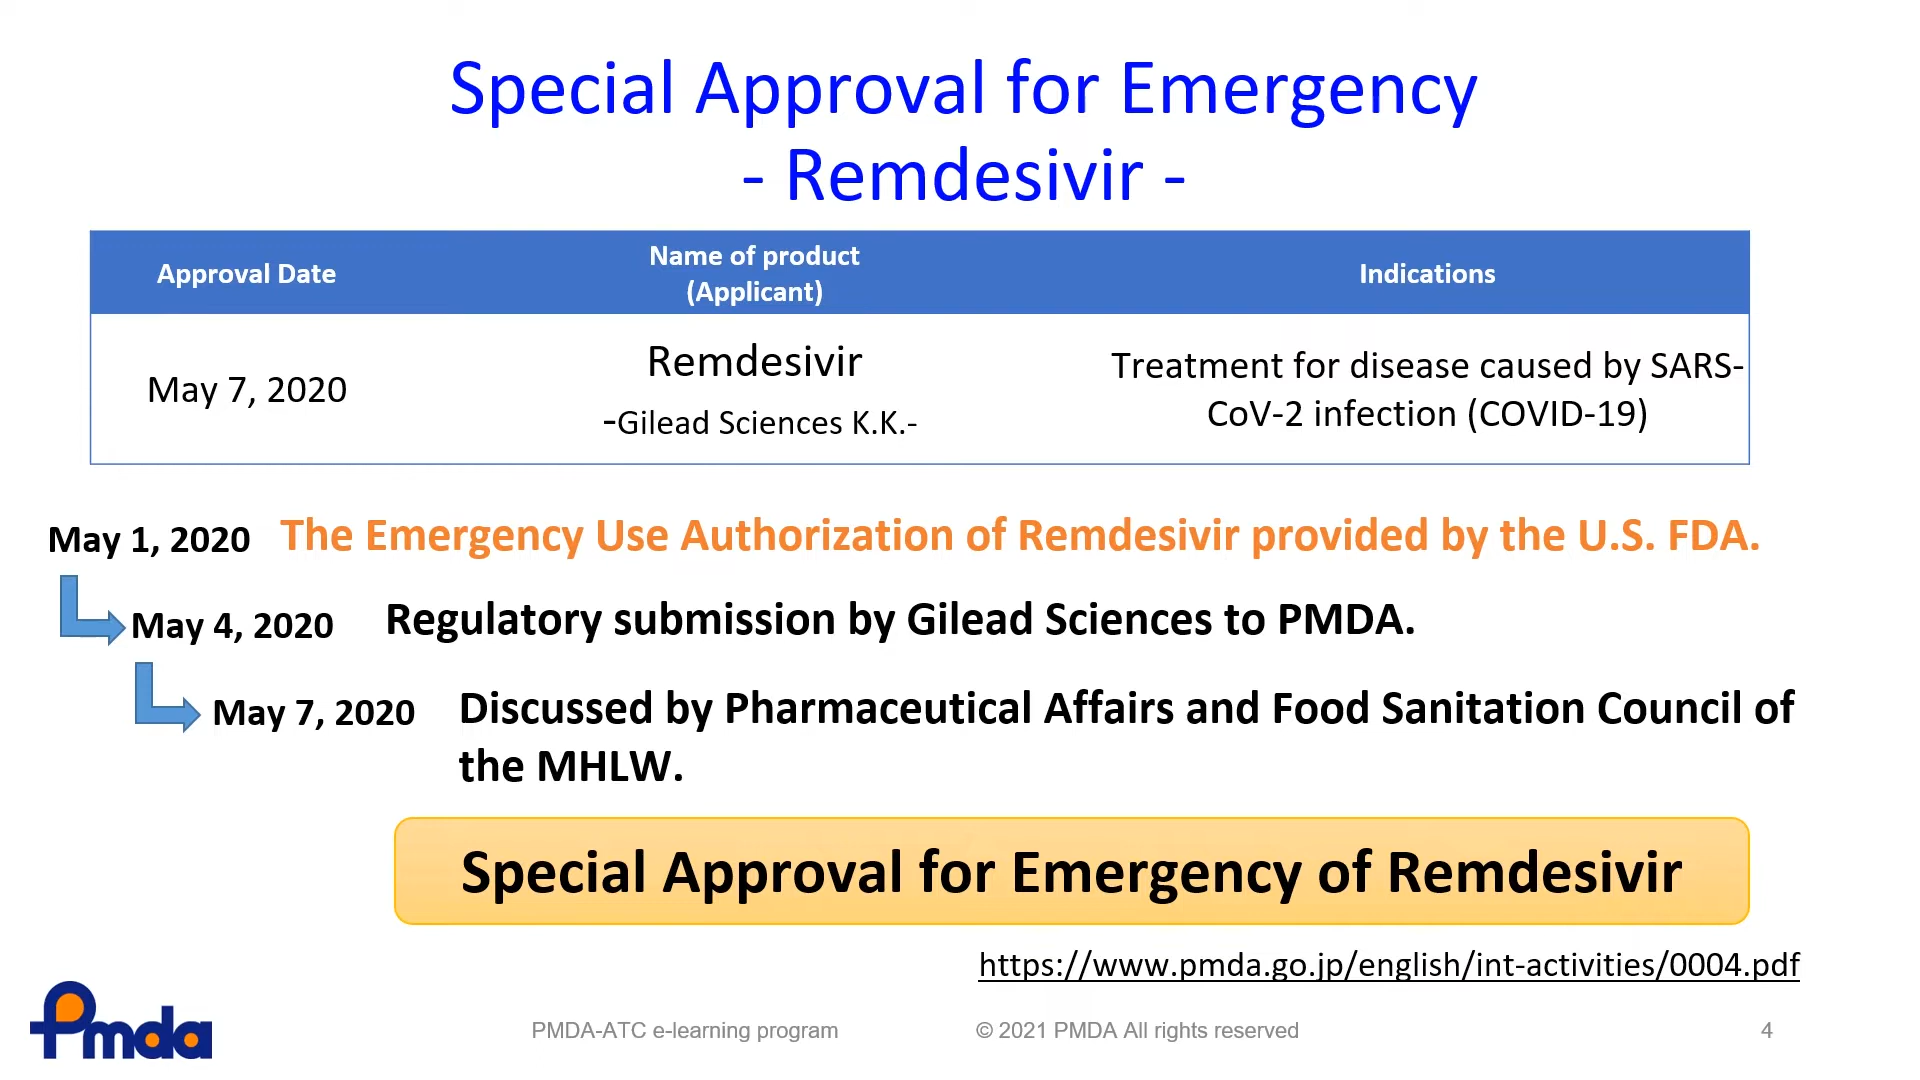 Special Approval for Emergency
- Remdesivir -
Approval Date
Name of product
(Applicant)
Indications
May 7, 2020
Remdesivir
-Gilead Sciences K.K.-
Treatment for disease caused by SARS-
CoV-2 infection (COVID-19)
May 1, 2020 The Emergency Use Authorization of Remdesivir provided by the U.S. FDA.
May 4, 2020 Regulatory submission by Gilead Sciences to PMDA.
May 7, 2020 Discussed by Pharmaceutical Affairs and Food Sanitation Council of
the MHLW.
Special Approval for Emergency of Remdesivir
https://www.pmda.go.jp/english/int-activities/0004.pdf
Pmda
PMDA-ATC e-learning program
© 2021 PMDA All rights reserved
4